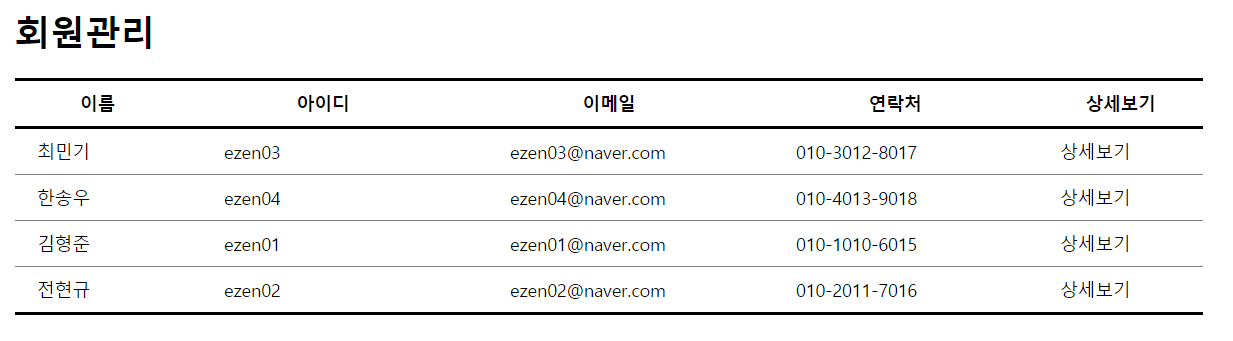 회원관리
이름 아이디 이메일 연락처 상세보기
최민기 ezen03 ezen03@naver.com 010-3012-8017 상세보기
한송우 ezen04 ezen04@naver.com 010-4013-9018 상세보기
김형준 ezen01 ezen01@naver.com 010-1010-6015 상세보기
전현규 ezen02 ezen02@naver.com 010-2011-7016 상세보기